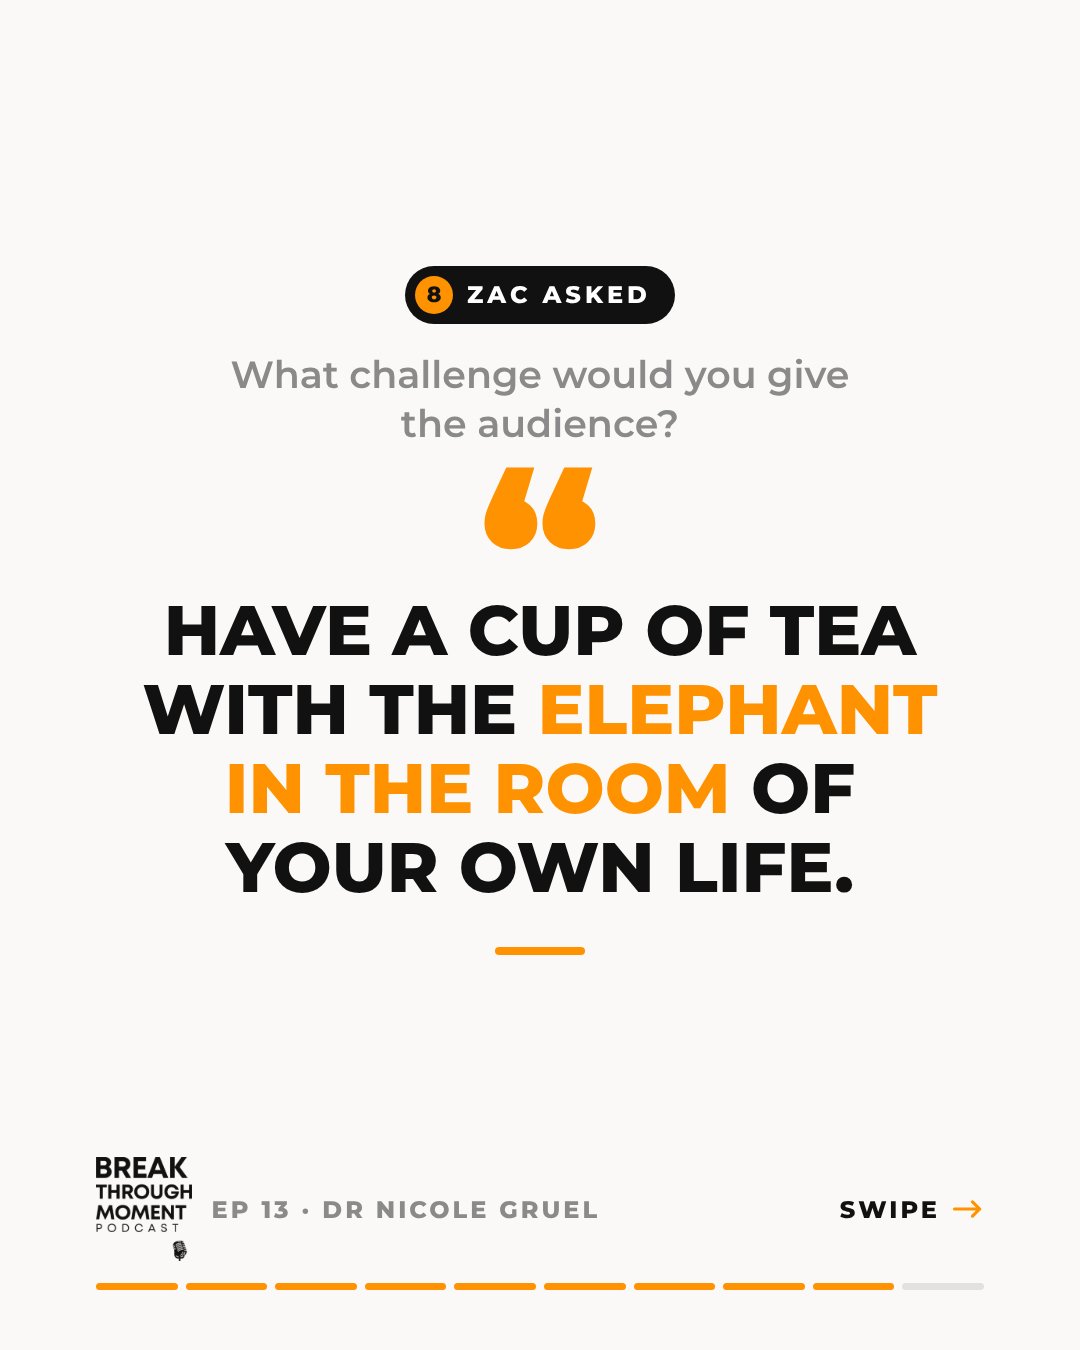 8 ZAC ASKED
What challenge would you give
the audience?
“
HAVE A CUP OF TEA
WITH THE ELEPHANT
IN THE ROOM OF
YOUR OWN LIFE.
BREAK
THROUGH
MOMENT
PODCAST
EP 13 · DR NICOLE GRUEL
SWIPE →